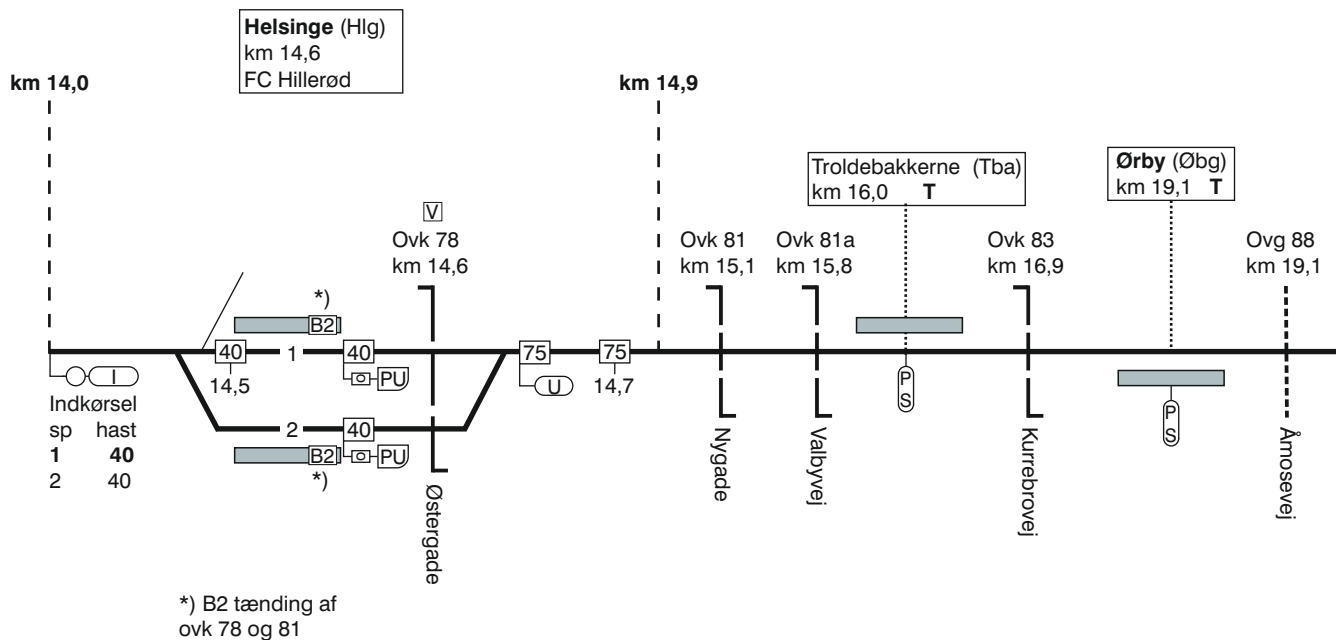 Helsinge (Hlg)
km 14,6
FC Hillerød
km 14,0
km 14,9
Troldebakkerne (Tba)
km 16,0 T
Ørby (Øbg)
km 19,1 T
V
Ovk 78
km 14,6
Ovk 81
km 15,1
Ovk 81a
km 15,8
Ovk 83
km 16,9
Ovg 88
km 19,1
*)
B2
40 1 40 75 75
I
14,5
PU
U
14,7
P
S
P
S
Indkørsel
sp hast
1 40
2 40
2 40
B2
PU
*)
Østergade
Nygade
Valbyvej
Kurrebrovej
Åmosevej
*) B2 tænding af
ovk 78 og 81